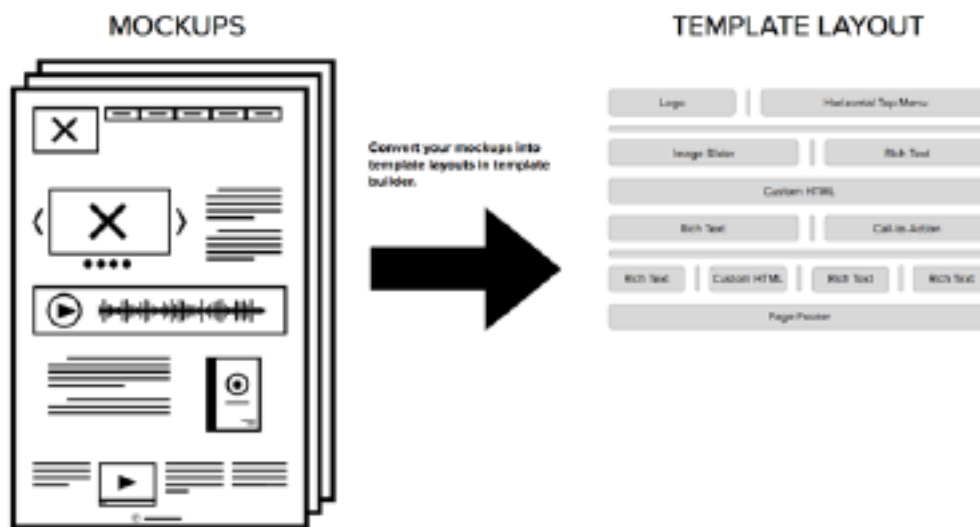 MOCKUPS
TEMPLATE LAYOUT
Convert your mockups into
template layouts in template
builder.
Logo
Horizontal Top Menu
Image Slider
Rich Text
Custom HTML
Rich Text
Call-to-Action
Rich Text
Custom HTML
Rich Text
Rich Text
Page Footer